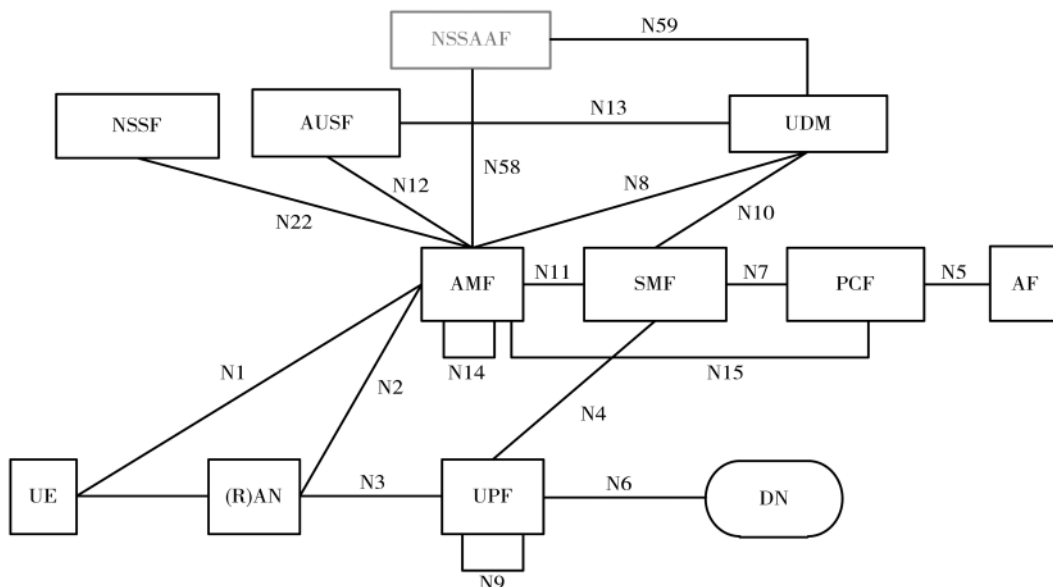 NSSAAF
N59
NSSF
AUSF
N13
UDM
N12
N58
N8
N22
N10
AMF
N11
SMF
N7
PCF
N5
AF
N14
N15
N1
N2
N4
UE
(R)AN
N3
UPF
N6
DN
N9